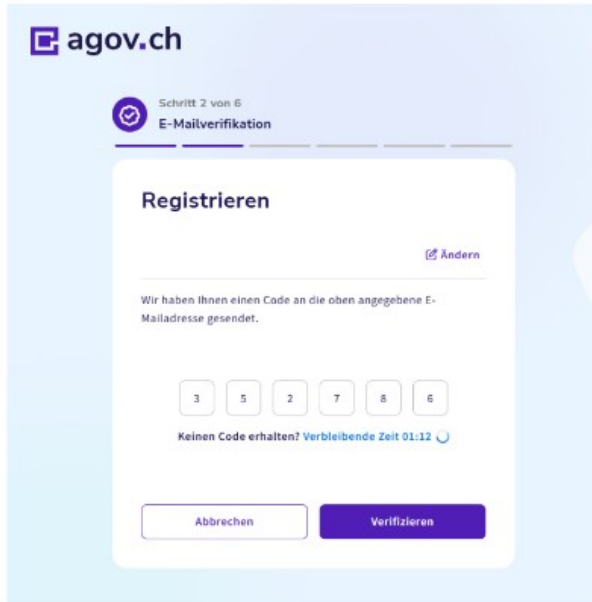 agov.ch
Schritt 2 von 6
E-Mailverifikation
Registrieren
Ändern
Wir haben Ihnen einen Code an die oben angegebene E-
Mailadresse gesendet.
3 5 2 7 8 6
Keinen Code erhalten? Verbleibende Zeit 01:12
Abbrechen Verifizieren